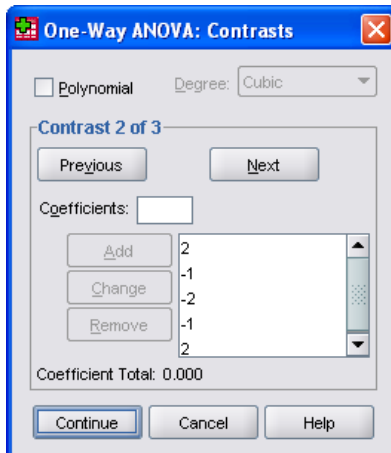 One-Way ANOVA: Contrasts
Polynomial Degree: Cubic
Contrast 2 of 3
Previous Next
Coefficients:
Add
Change
Remove
2
-1
-2
-1
2
Coefficient Total: 0.000
Continue Cancel Help